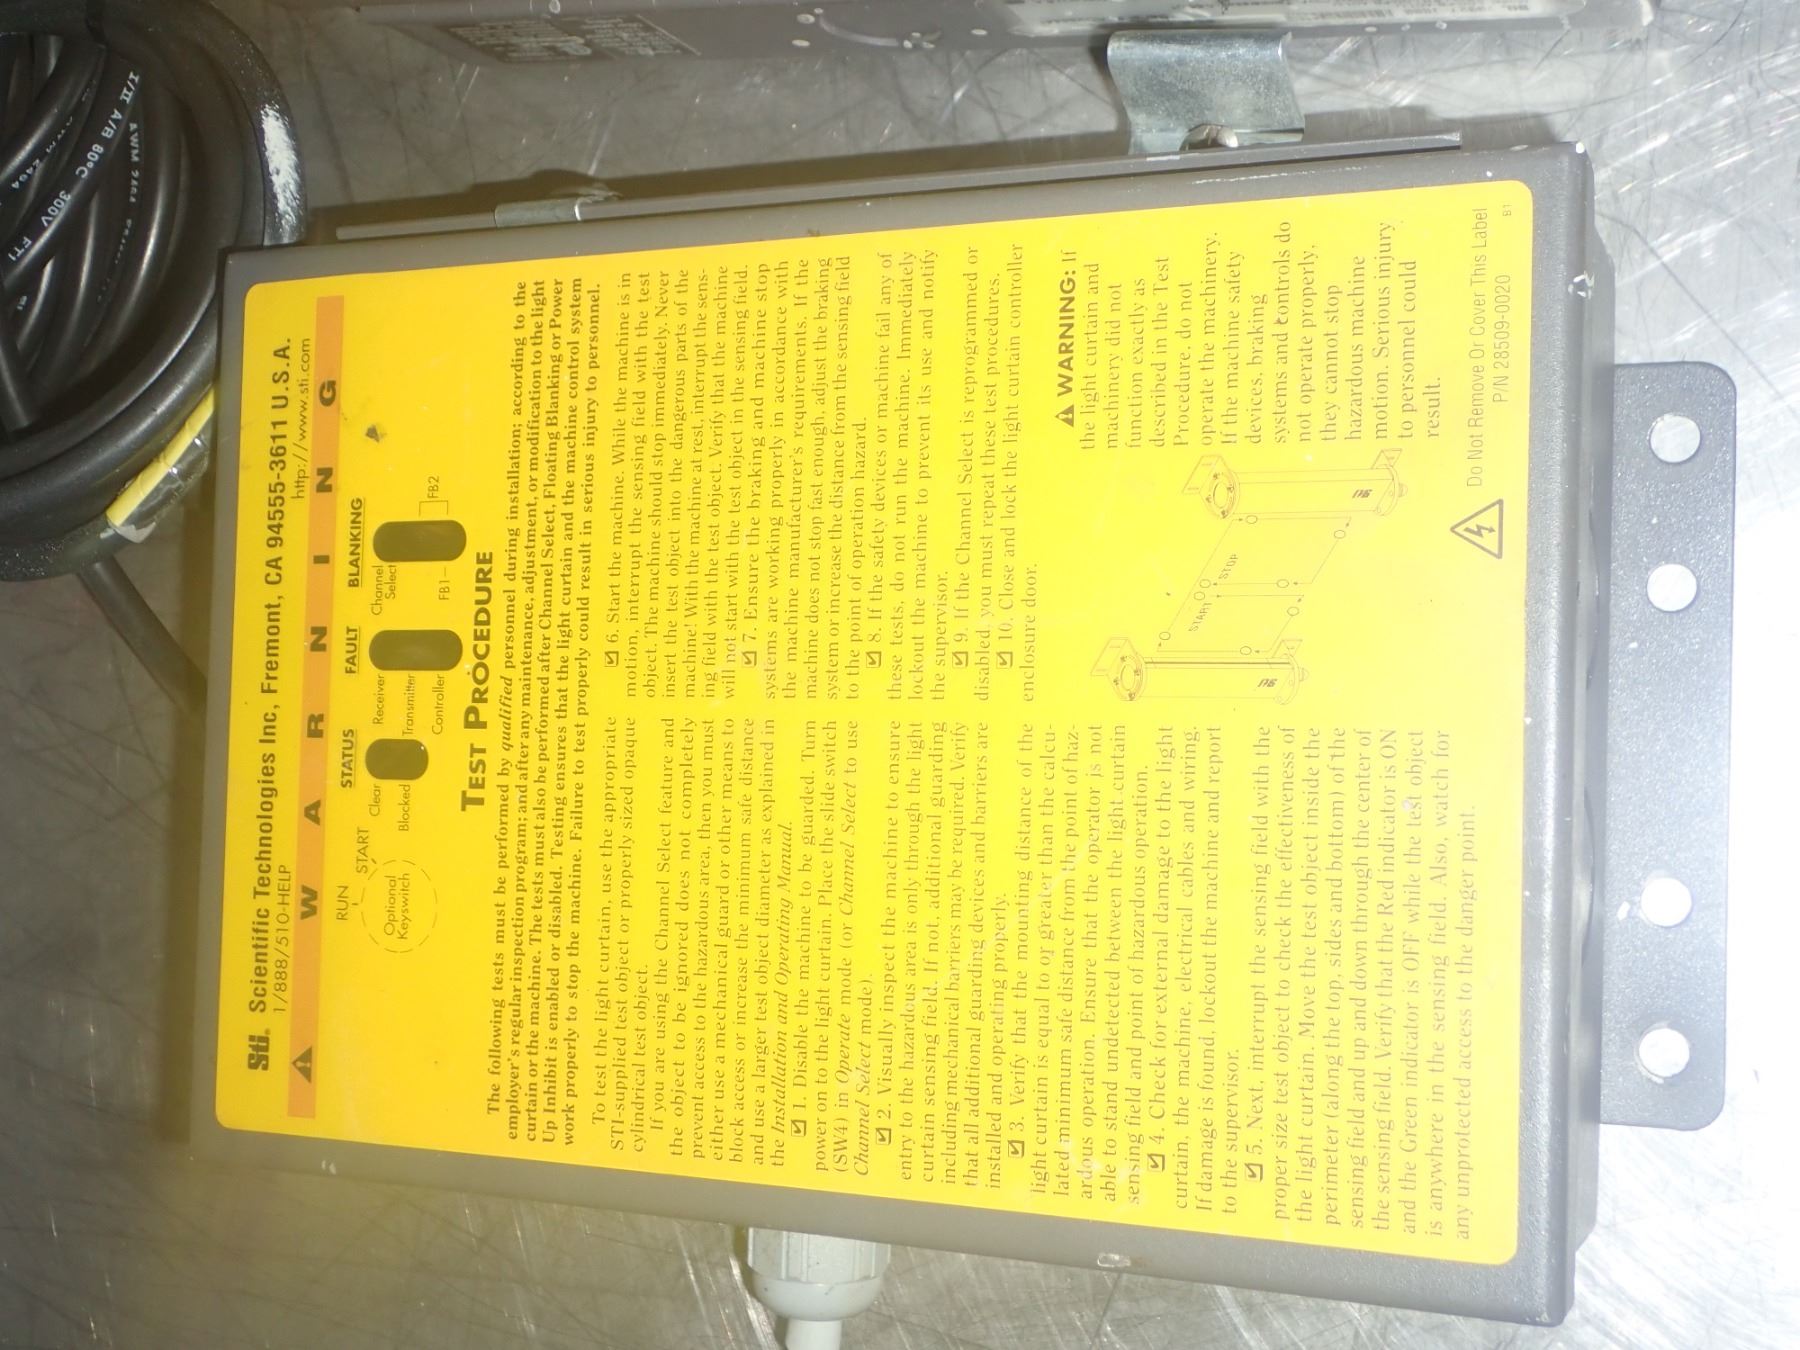 STi® Scientific Technologies Inc, Fremont, CA 94555-3611 U.S.A.
1/888/510-HELP http://www.sti.com
WARNING
RUN
START
Optional
Keyswitch
STATUS
Clear
Blocked
FAULT
Receiver
Transmitter
Controller
BLANKING
Channel
Select
FB1
FB2
TEST PROCEDURE
The following tests must be performed by qualified personnel during installation; according to the
employer's regular inspection program; and after any maintenance, adjustment, or modification to the light
curtain or the machine. The tests must also be performed after Channel Select, Floating Blanking or Power
Up Inhibit is enabled or disabled. Testing ensures that the light curtain and the machine control system
work properly to stop the machine. Failure to test properly could result in serious injury to personnel.
To test the light curtain, use the appropriate
STI-supplied test object or properly sized opaque
cylindrical test object.
If you are using the Channel Select feature and
the object to be ignored does not completely
prevent access to the hazardous area, then you must
either use a mechanical guard or other means to
block access or increase the minimum safe distance
and use a larger test object diameter as explained in
the Installation and Operating Manual.
☑ 1. Disable the machine to be guarded. Turn
power on to the light curtain. Place the slide switch
(SW4) in Operate mode (or Channel Select to use
Channel Select mode).
☑ 2. Visually inspect the machine to ensure
entry to the hazardous area is only through the light
curtain sensing field. If not, additional guarding
including mechanical barriers may be required. Verify
that all additional guarding devices and barriers are
installed and operating properly.
☑ 3. Verify that the mounting distance of the
light curtain is equal to or greater than the calcu-
lated minimum safe distance from the point of haz-
ardous operation. Ensure that the operator is not
able to stand undetected between the light curtain
sensing field and point of hazardous operation.
☑ 4. Check for external damage to the light
curtain, the machine, electrical cables and wiring.
If damage is found, lockout the machine and report
to the supervisor.
☑ 5. Next, interrupt the sensing field with the
proper size test object to check the effectiveness of
the light curtain. Move the test object inside the
perimeter (along the top, sides and bottom) of the
sensing field and up and down through the center of
the sensing field. Verify that the Red indicator is ON
and the Green indicator is OFF while the test object
is anywhere in the sensing field. Also, watch for
any unprotected access to the danger point.
☑ 6. Start the machine. While the machine is in
motion, interrupt the sensing field with the test
object. The machine should stop immediately. Never
insert the test object into the dangerous parts of the
machine! With the machine at rest, interrupt the sens-
ing field with the test object. Verify that the machine
will not start with the test object in the sensing field.
☑ 7. Ensure the braking and machine stop
systems are working properly in accordance with
the machine manufacturer's requirements. If the
machine does not stop fast enough, adjust the braking
system or increase the distance from the sensing field
to the point of operation hazard.
☑ 8. If the safety devices or machine fail any of
these tests, do not run the machine. Immediately
lockout the machine to prevent its use and notify
the supervisor.
☑ 9. If the Channel Select is reprogrammed or
disabled, you must repeat these test procedures.
☑ 10. Close and lock the light curtain controller
enclosure door.
START
STOP
STi
STi
WARNING: If
the light curtain and
machinery did not
function exactly as
described in the Test
Procedure, do not
operate the machinery.
If the machine safety
devices, braking
systems and controls do
not operate properly,
they cannot stop
hazardous machine
motion. Serious injury
to personnel could
result.
Do Not Remove Or Cover This Label
P/N 28509-0020 B1
I/II A/B 80°C 300V FT1
AWM 2464